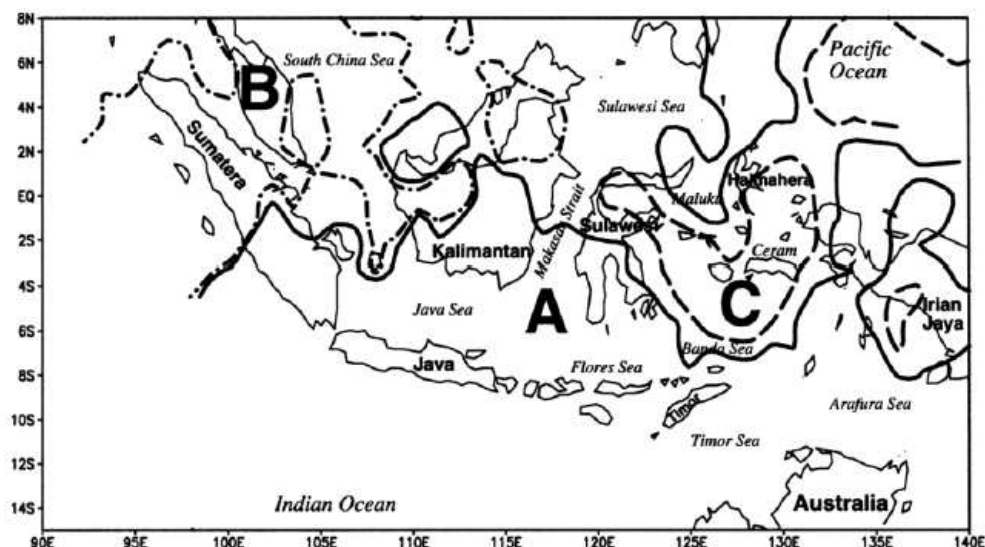 8N
6N
4N
2N
EQ
2S
4S
6S
8S
10S
12S
14S
90E
95E
100E
105E
110E
115E
120E
125E
130E
135E
140E
South China Sea
Pacific
Ocean
B
Sulawesi Sea
Sumatera
Halmahera
Maluku
Sulawesi
Makasar Strait
Kalimantan
Ceram
Java Sea
A
C
Irian
Jaya
Banda Sea
Java
Flores Sea
Timor
Arafura Sea
Timor Sea
Indian Ocean
Australia